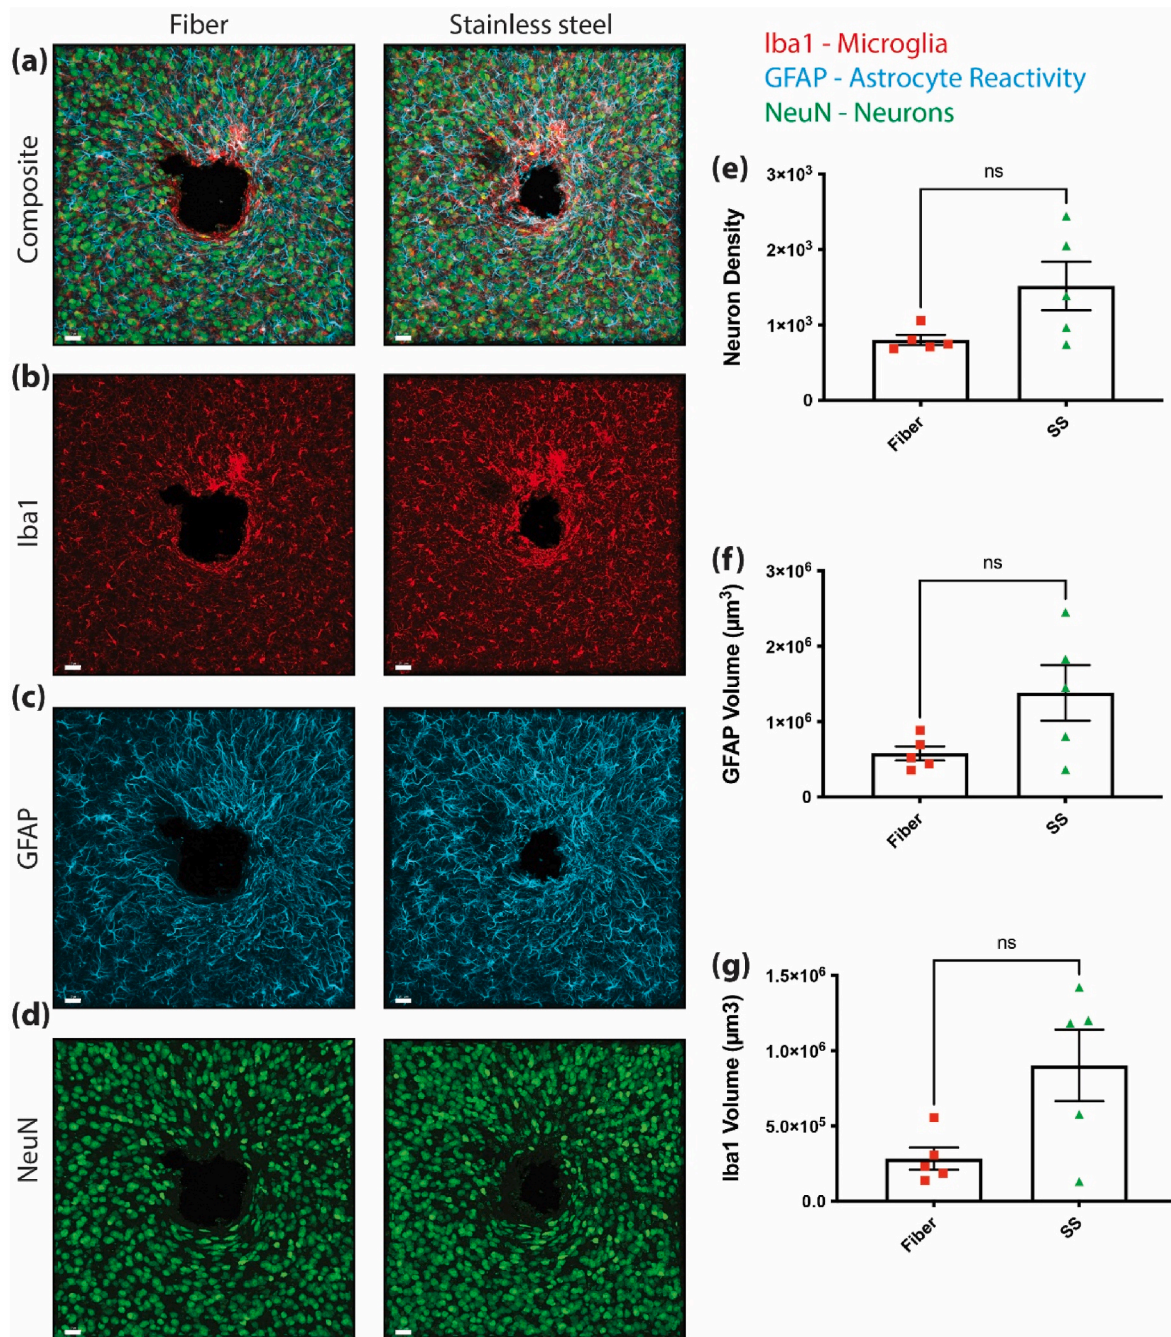 Fiber
Stainless steel
Iba1 - Microglia
GFAP - Astrocyte Reactivity
NeuN - Neurons
(a)
Composite
(b)
Iba1
(c)
GFAP
(d)
NeuN
(e)
ns
Neuron Density
3×10³
2×10³
1×10³
0
Fiber
SS
(f)
ns
GFAP Volume (µm³)
3×10⁶
2×10⁶
1×10⁶
0
Fiber
SS
(g)
ns
Iba1 Volume (µm3)
1.5×10⁶
1.0×10⁶
5.0×10⁵
0.0
Fiber
SS